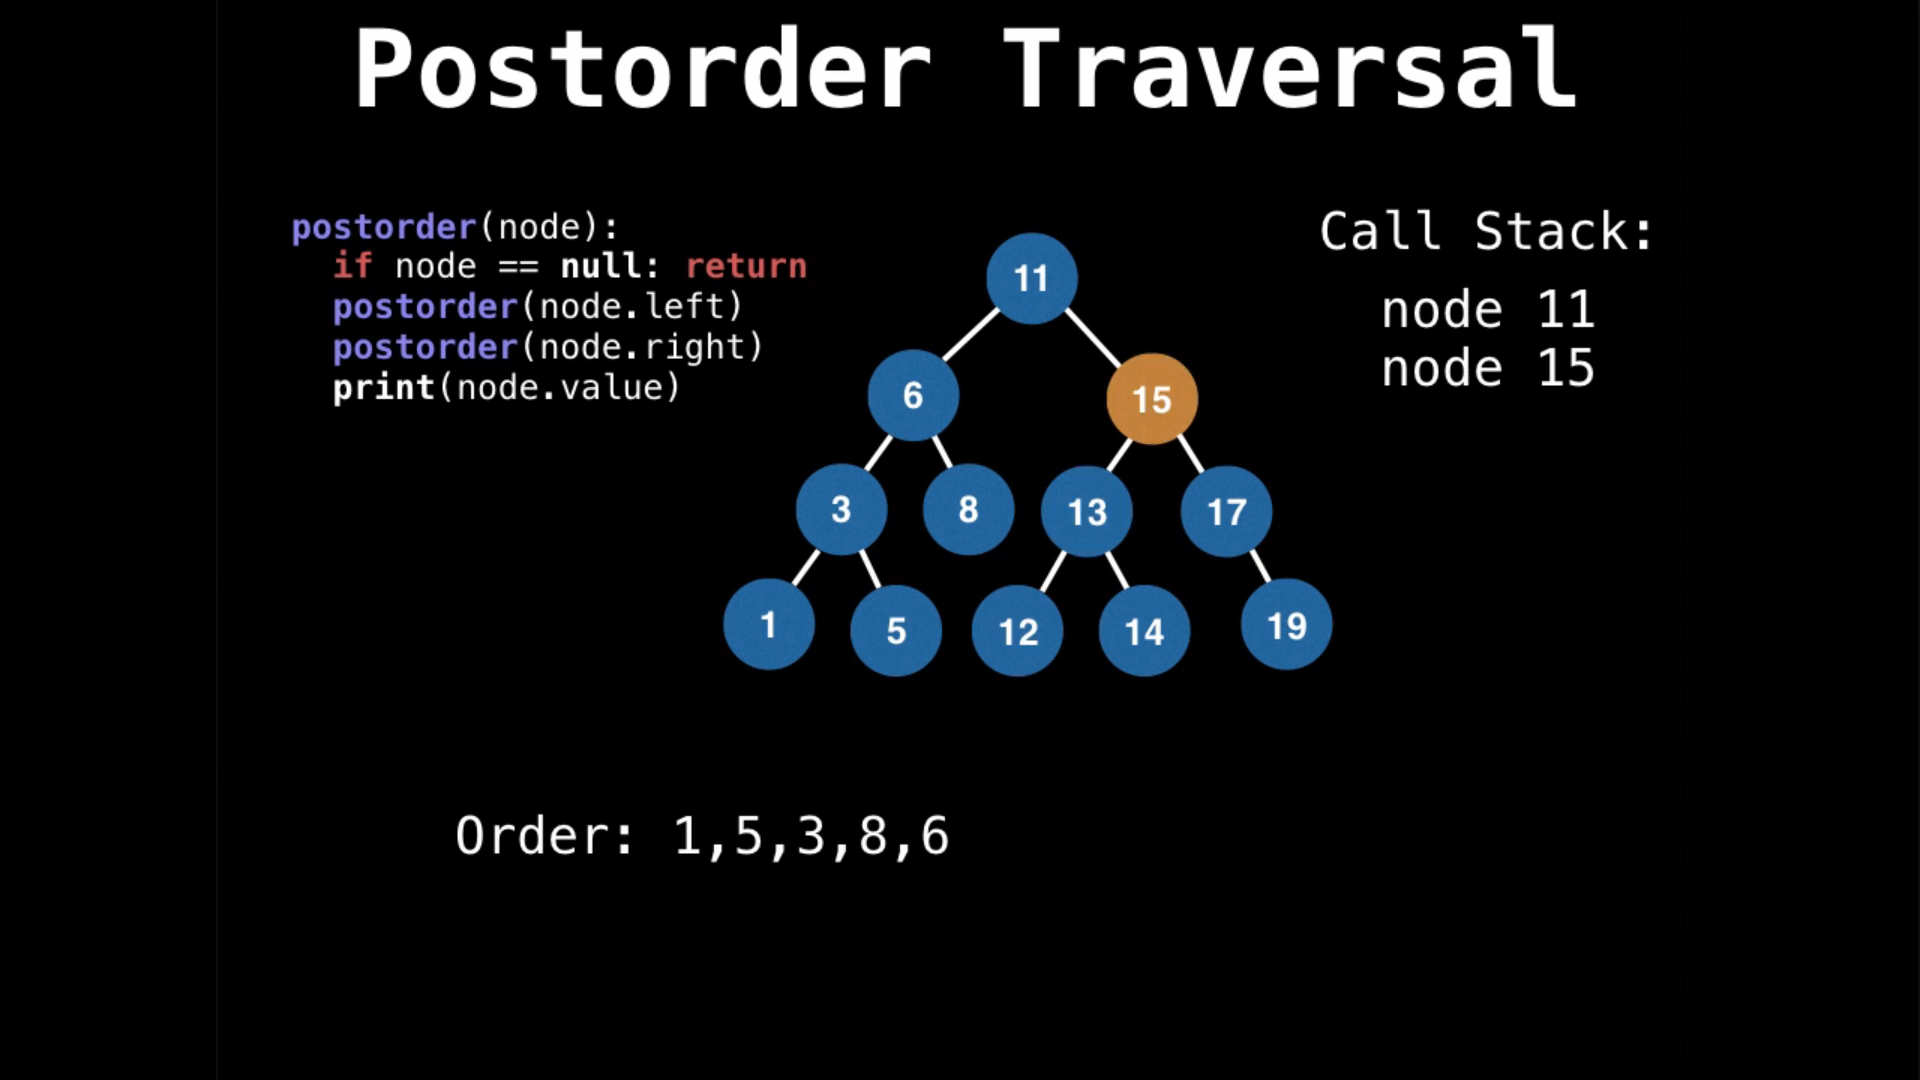 Postorder Traversal
postorder(node):
if node == null: return
postorder(node.left)
postorder(node.right)
print(node.value)
Call Stack:
node 11
node 15
11
6
15
3
8
13
17
1
5
12
14
19
Order: 1,5,3,8,6